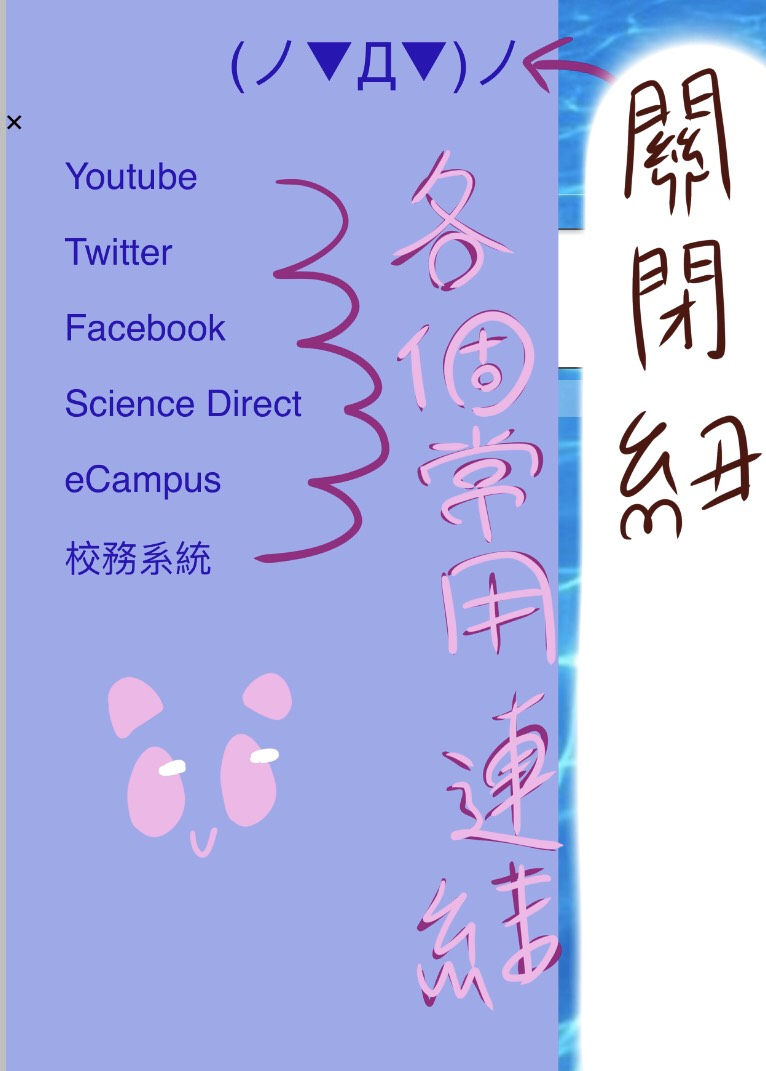 (ノ▼Д▼)ノ
×
Youtube
Twitter
Facebook
Science Direct
eCampus
校務系統
各個常用連結
關閉紐